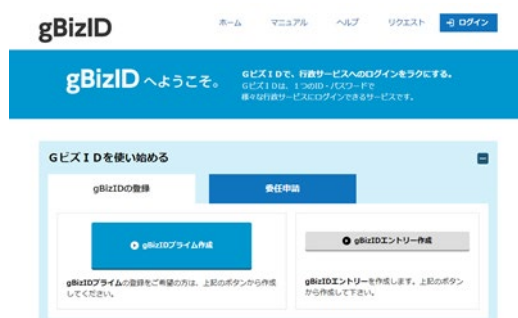 gBizID
ホーム マニュアル ヘルプ リクエスト ログイン
gBizID へようこそ。
GビズIDで、行政サービスへのログインをラクにする。
GビズIDは、1つのID・パスワードで
様々な行政サービスにログインできるサービスです。
GビズIDを使い始める
gBizIDの登録 委任申請
gBizIDプライム作成
gBizIDプライムの登録をご希望の方は、上記のボタンから作成
してください。
gBizIDエントリー作成
gBizIDエントリーを作成します。上記のボタン
から作成して下さい。